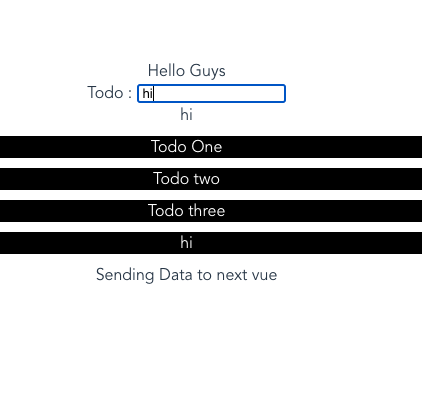 Hello Guys
Todo : hi
hi
Todo One
Todo two
Todo three
hi
Sending Data to next vue